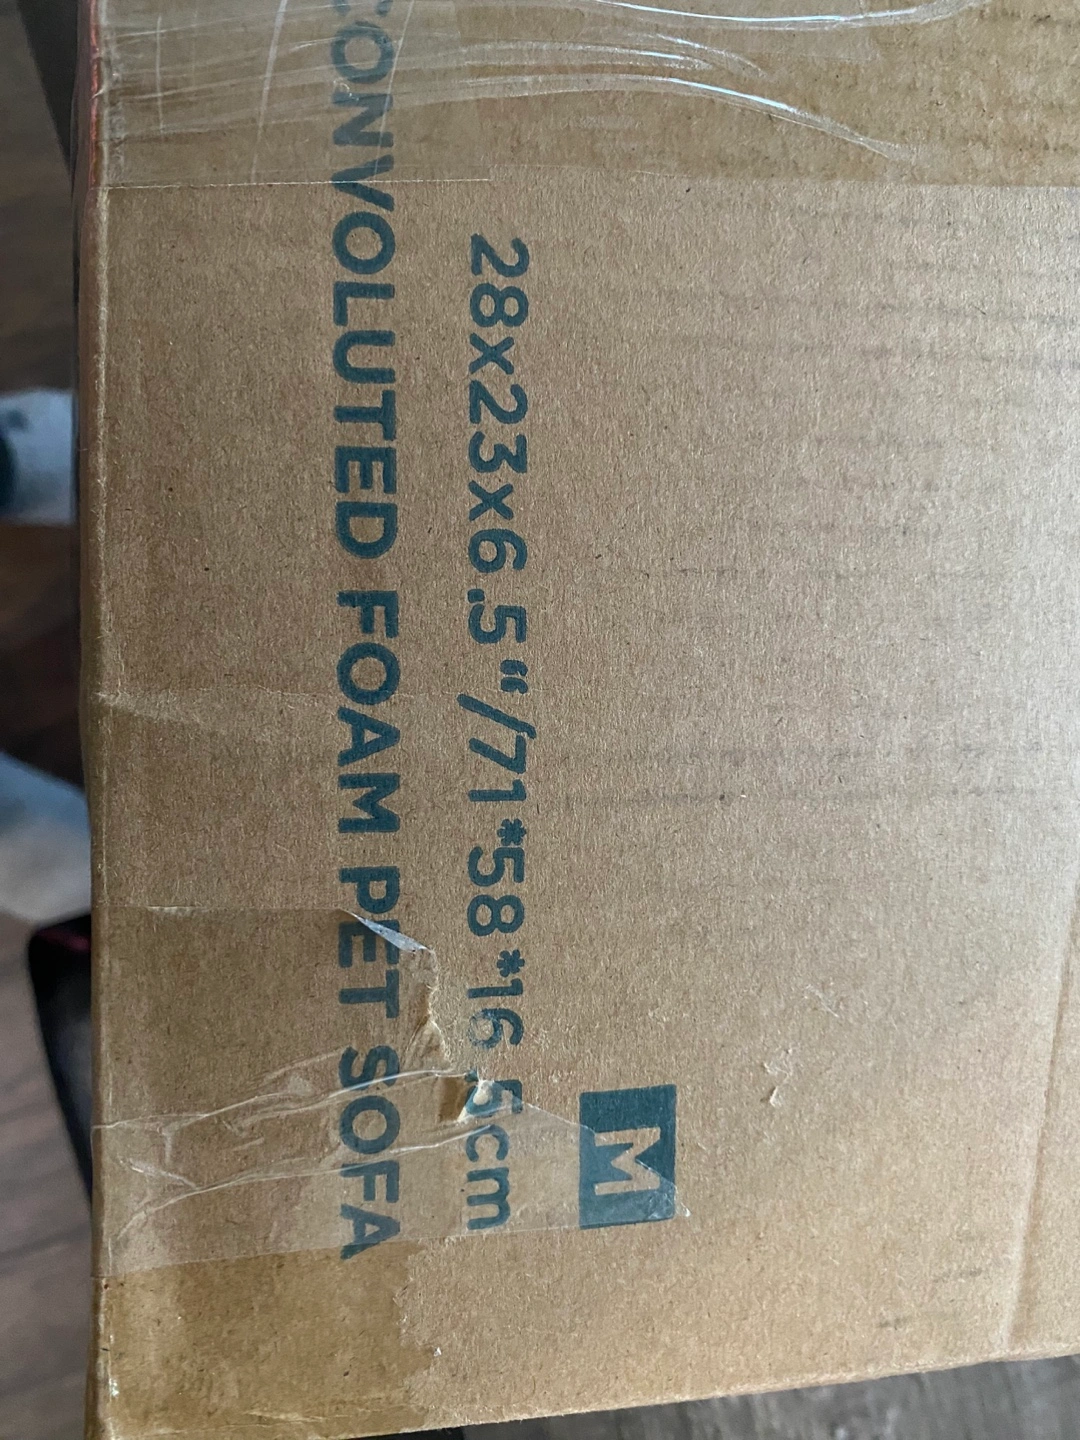 M
28x23x6.5“/71*58*16.5cm
CONVOLUTED FOAM PET SOFA